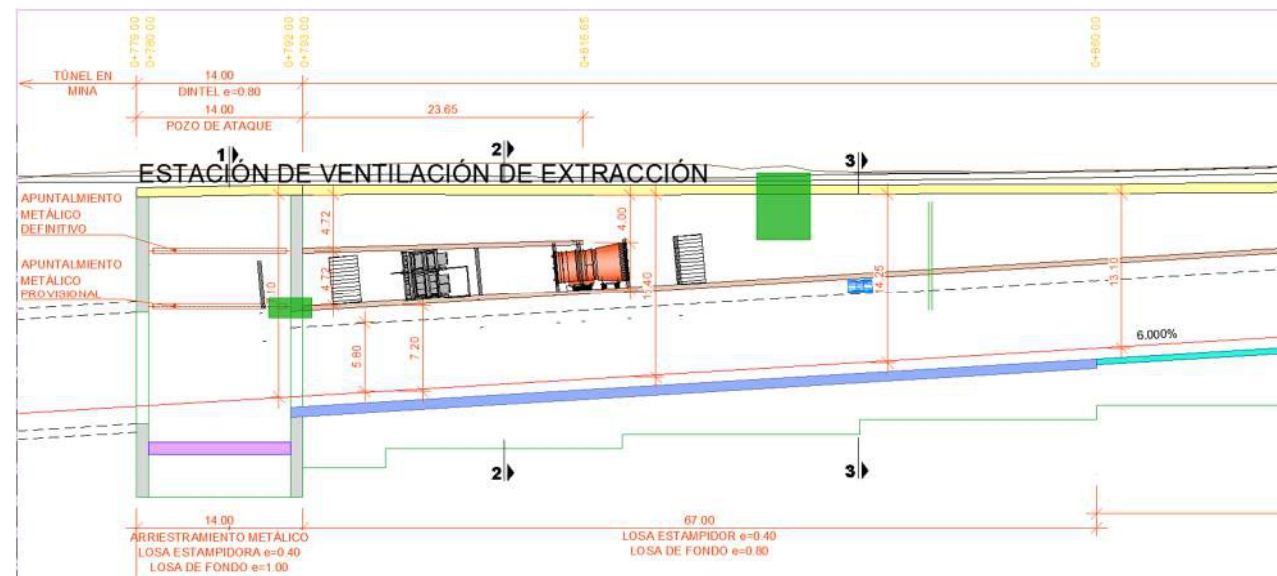 0+779.00
0+780.00
0+792.00
0+793.00
0+816.65
0+860.00
TÚNEL EN
MINA
14.00
DINTEL e=0.80
14.00
POZO DE ATAQUE
23.65
1
2
3
ESTACIÓN DE VENTILACIÓN DE EXTRACCIÓN
APUNTALMIENTO
METÁLICO
DEFINITIVO
APUNTALMIENTO
METÁLICO
PROVISIONAL
4.72
4.72
4.00
14.25
13.10
5.80
7.20
6.000%
2
3
14.00
ARRIESTRAMIENTO METÁLICO
LOSA ESTAMPIDORA e=0.40
LOSA DE FONDO e=1.00
67.00
LOSA ESTAMPIDOR e=0.40
LOSA DE FONDO e=0.80